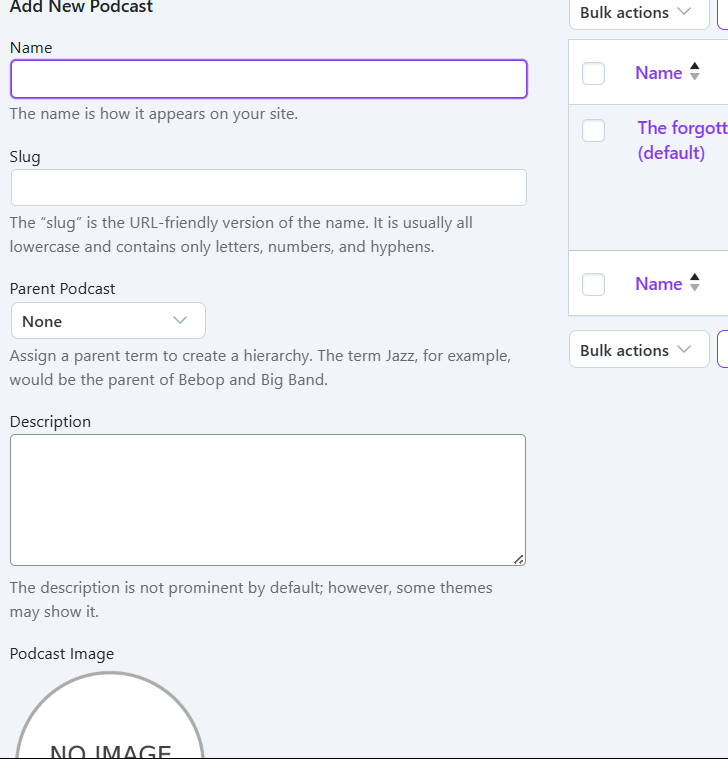 Add New Podcast
Name
The name is how it appears on your site.
Slug
The “slug” is the URL-friendly version of the name. It is usually all
lowercase and contains only letters, numbers, and hyphens.
Parent Podcast
None
Assign a parent term to create a hierarchy. The term Jazz, for example,
would be the parent of Bebop and Big Band.
Description
The description is not prominent by default; however, some themes
may show it.
Podcast Image
NO IMAGE
Bulk actions
Name
The forgott
(default)
Name
Bulk actions